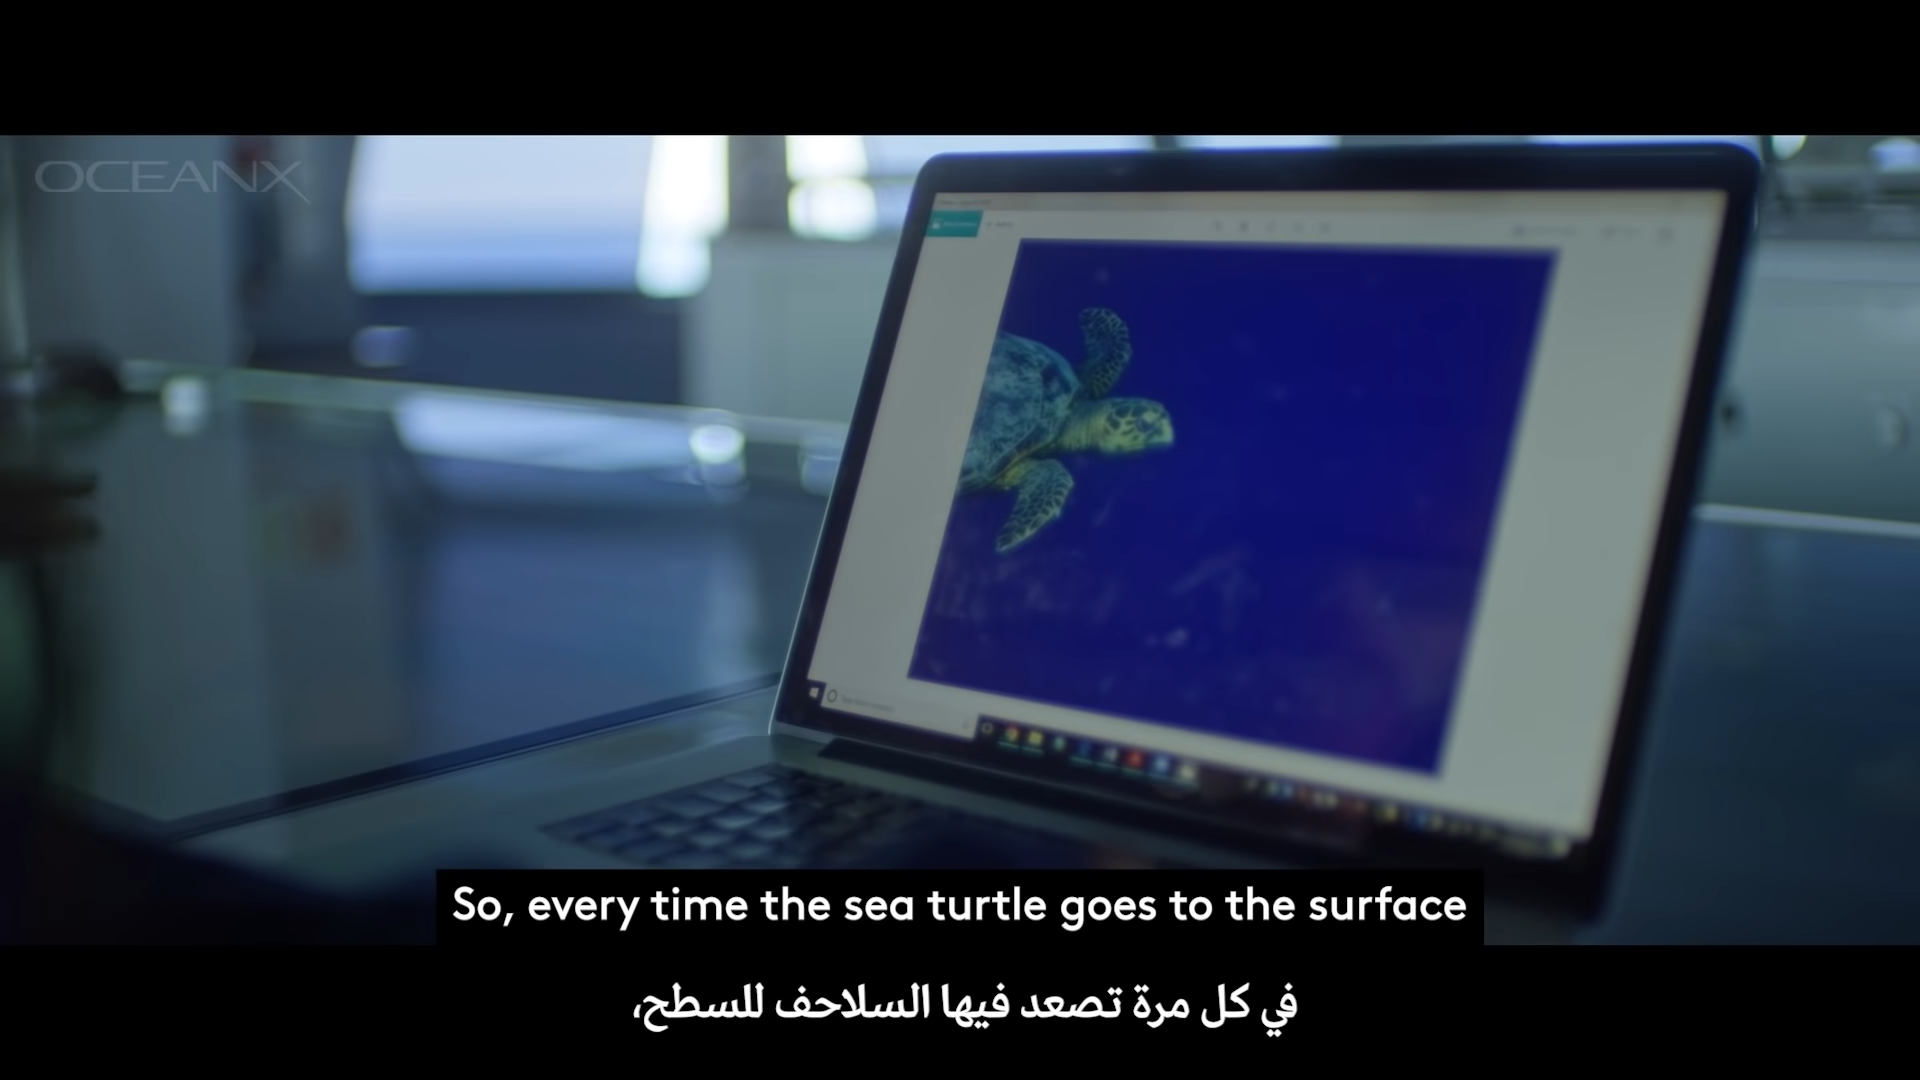 OCEANX
So, every time the sea turtle goes to the surface
في كل مرة تصعد فيها السلاحف للسطح،